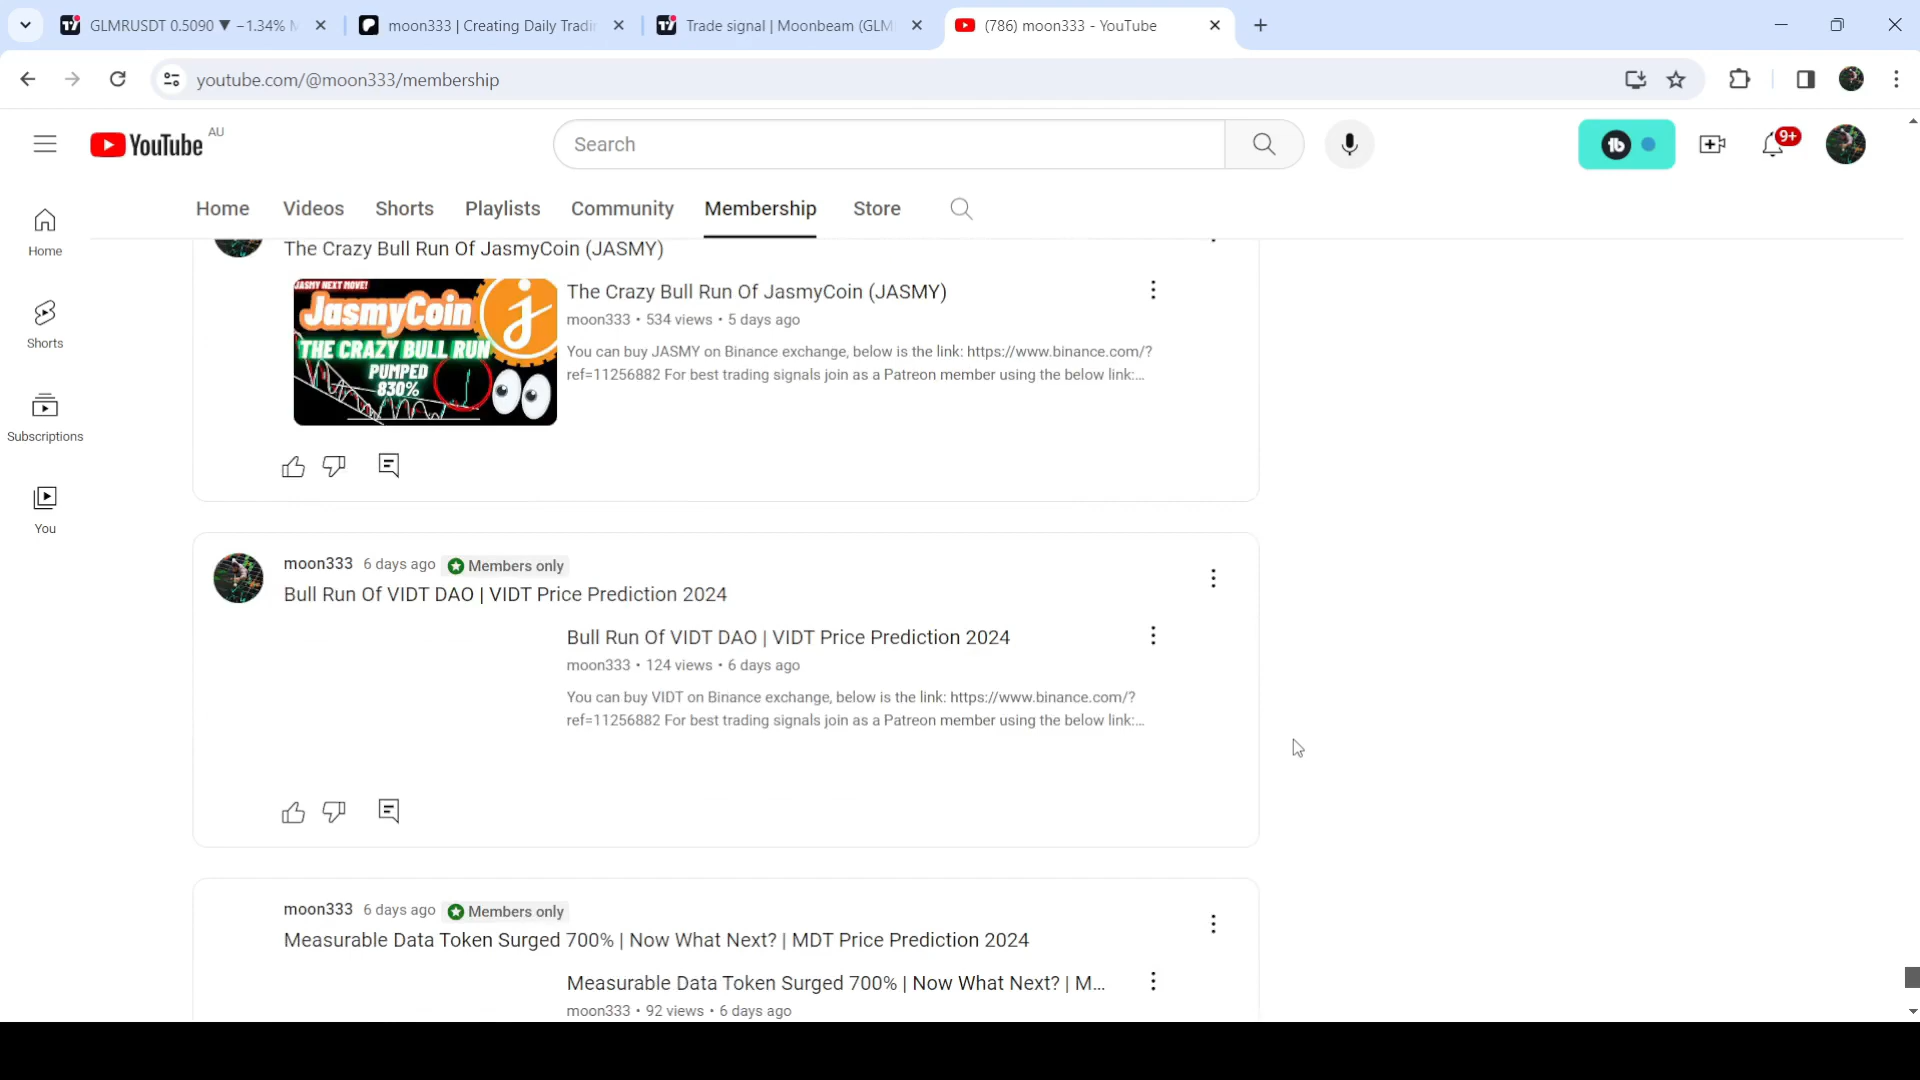 GLMRUSDT 0.5090 ▼ −1.34%
moon333 | Creating Daily Tradin
Trade signal | Moonbeam (GLM
(786) moon333 - YouTube
youtube.com/@moon333/membership
YouTube AU
Search
9+
Home
Videos
Shorts
Playlists
Community
Membership
Store
Home
Shorts
Subscriptions
You
The Crazy Bull Run Of JasmyCoin (JASMY)
JASMY NEXT MOVE!
JasmyCoin
THE CRAZY BULL RUN
PUMPED
830%
The Crazy Bull Run Of JasmyCoin (JASMY)
moon333 • 534 views • 5 days ago
You can buy JASMY on Binance exchange, below is the link: https://www.binance.com/?
ref=11256882 For best trading signals join as a Patreon member using the below link:...
moon333 6 days ago Members only
Bull Run Of VIDT DAO | VIDT Price Prediction 2024
Bull Run Of VIDT DAO | VIDT Price Prediction 2024
moon333 • 124 views • 6 days ago
You can buy VIDT on Binance exchange, below is the link: https://www.binance.com/?
ref=11256882 For best trading signals join as a Patreon member using the below link:...
moon333 6 days ago Members only
Measurable Data Token Surged 700% | Now What Next? | MDT Price Prediction 2024
Measurable Data Token Surged 700% | Now What Next? | M...
moon333 • 92 views • 6 days ago